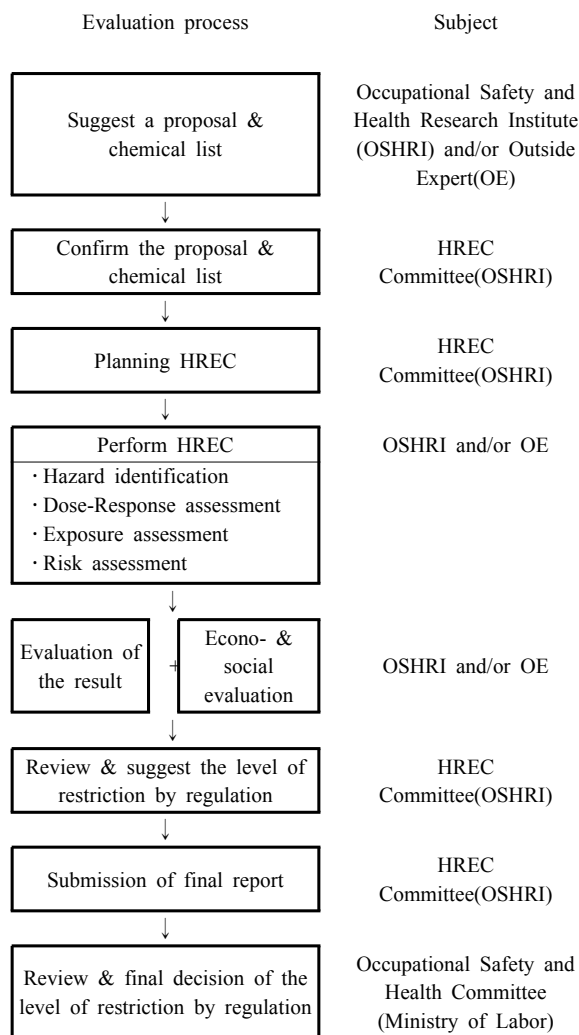 Evaluation process
Subject
Suggest a proposal &
chemical list
Occupational Safety and
Health Research Institute
(OSHRI) and/or Outside
Expert(OE)
↓
Confirm the proposal &
chemical list
HREC
Committee(OSHRI)
↓
Planning HREC
HREC
Committee(OSHRI)
↓
Perform HREC
OSHRI and/or OE
· Hazard identification
· Dose-Response assessment
· Exposure assessment
· Risk assessment
↓
Evaluation of
the result
+
Econo- &
social
evaluation
OSHRI and/or OE
↓
Review & suggest the level of
restriction by regulation
HREC
Committee(OSHRI)
↓
Submission of final report
HREC
Committee(OSHRI)
↓
Review & final decision of the
level of restriction by regulation
Occupational Safety and
Health Committee
(Ministry of Labor)